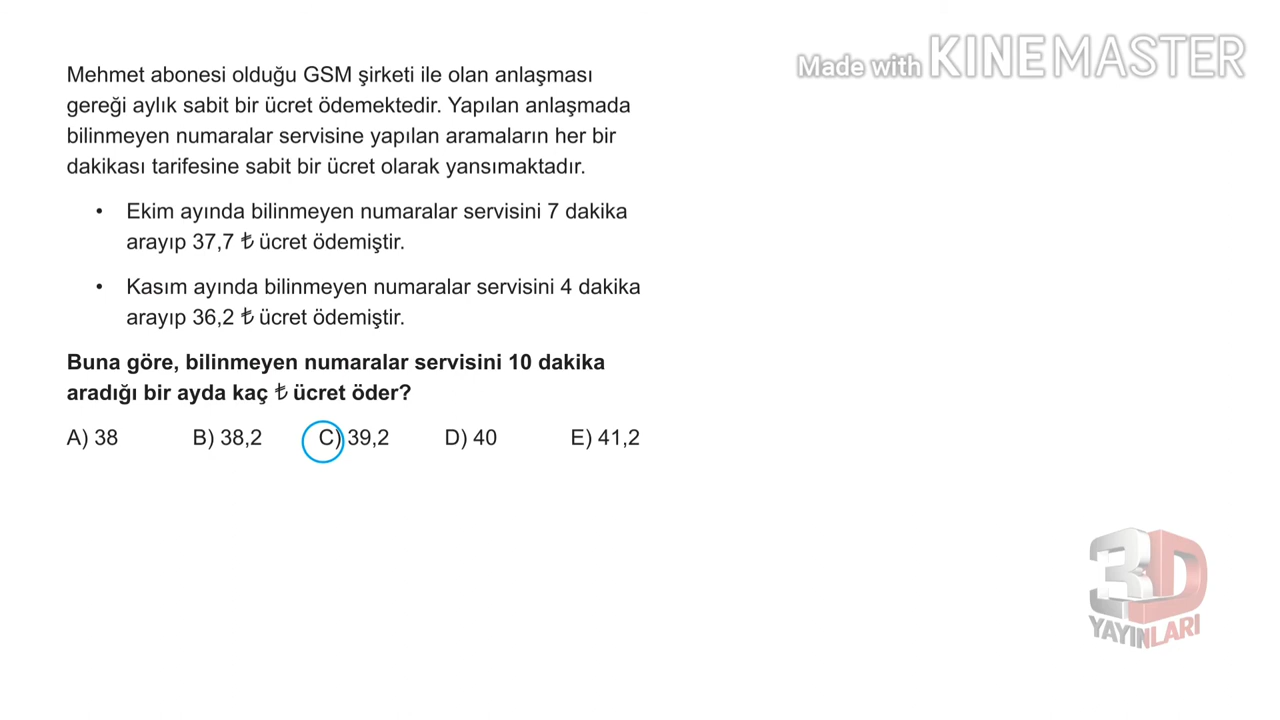 Made with KINEMASTER
Mehmet abonesi olduğu GSM şirketi ile olan anlaşması
gereği aylık sabit bir ücret ödemektedir. Yapılan anlaşmada
bilinmeyen numaralar servisine yapılan aramaların her bir
dakikası tarifesine sabit bir ücret olarak yansımaktadır.
• Ekim ayında bilinmeyen numaralar servisini 7 dakika
arayıp 37,7 ₺ ücret ödemiştir.
• Kasım ayında bilinmeyen numaralar servisini 4 dakika
arayıp 36,2 ₺ ücret ödemiştir.
Buna göre, bilinmeyen numaralar servisini 10 dakika
aradığı bir ayda kaç ₺ ücret öder?
A) 38 B) 38,2 C) 39,2 D) 40 E) 41,2
3D
YAYINLARI